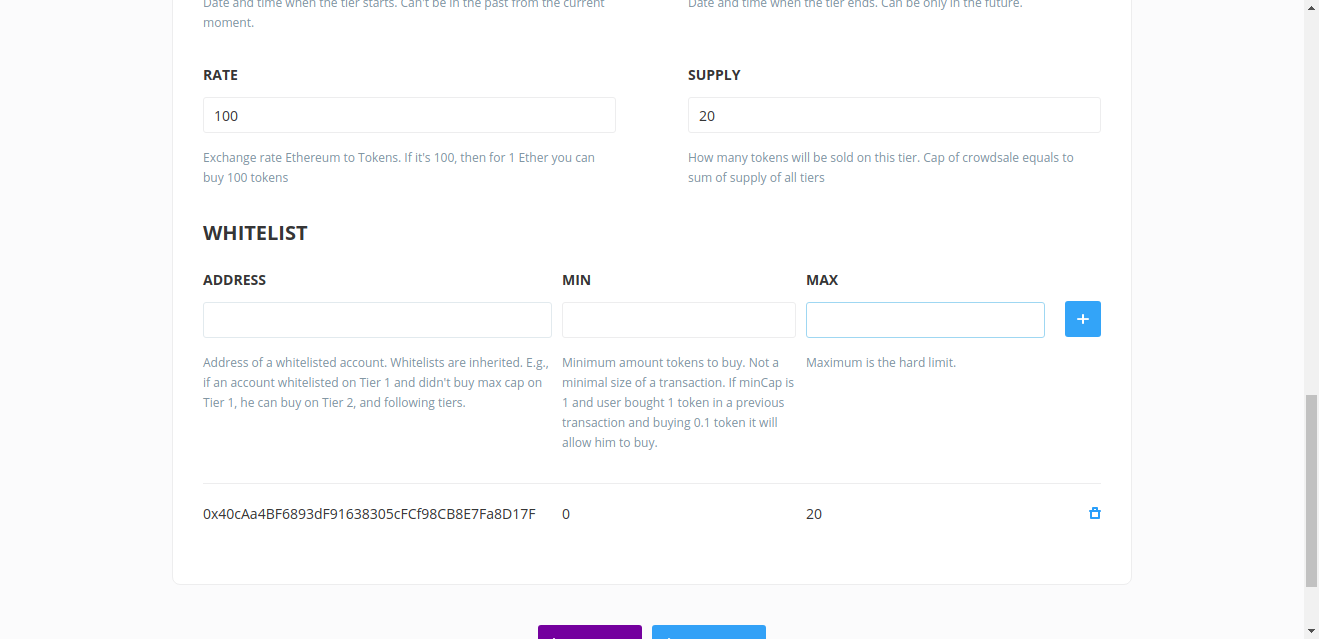 Date and time when the tier starts. Can't be in the past from the current
moment.
Date and time when the tier ends. Can be only in the future.
RATE
SUPPLY
100
20
Exchange rate Ethereum to Tokens. If it's 100, then for 1 Ether you can
buy 100 tokens
How many tokens will be sold on this tier. Cap of crowdsale equals to
sum of supply of all tiers
WHITELIST
ADDRESS
MIN
MAX
+
Address of a whitelisted account. Whitelists are inherited. E.g.,
if an account whitelisted on Tier 1 and didn't buy max cap on
Tier 1, he can buy on Tier 2, and following tiers.
Minimum amount tokens to buy. Not a
minimal size of a transaction. If minCap is
1 and user bought 1 token in a previous
transaction and buying 0.1 token it will
allow him to buy.
Maximum is the hard limit.
0x40cAa4BF6893dF91638305cFCf98CB8E7Fa8D17F
0
20